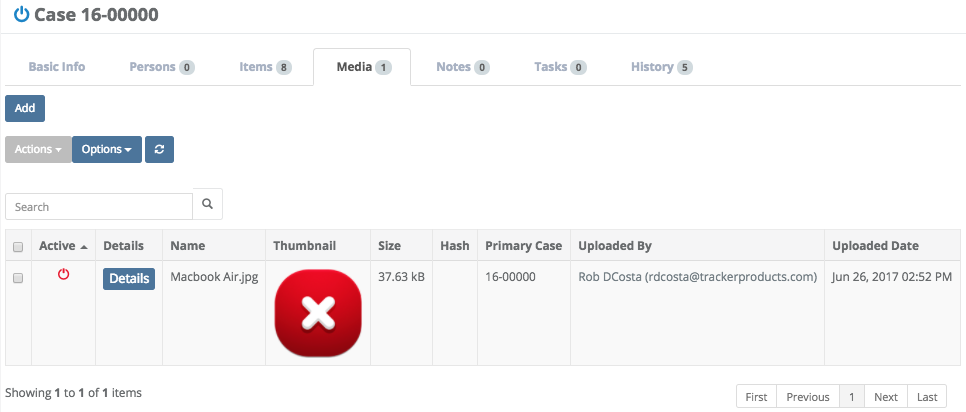 Case 16-00000
Basic Info Persons 0 Items 8 Media 1 Notes 0 Tasks 0 History 5
Add
Actions Options
Search
Active Details Name Thumbnail Size Hash Primary Case Uploaded By Uploaded Date
Details Macbook Air.jpg 37.63 kB 16-00000 Rob DCosta (rdcosta@trackerproducts.com) Jun 26, 2017 02:52 PM
Showing 1 to 1 of 1 items
First Previous 1 Next Last